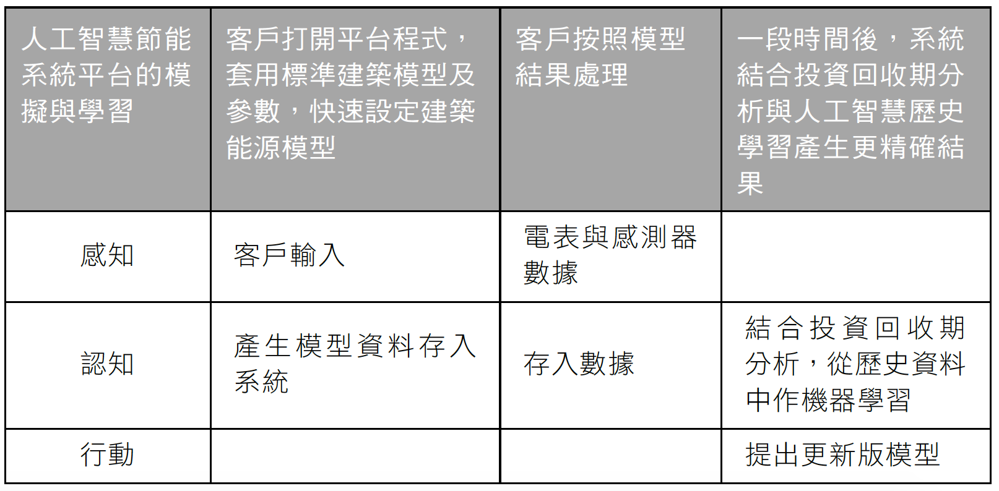 人工智慧節能
系統平台的模
擬與學習
客戶打開平台程式，
套用標準建築模型及
參數，快速設定建築
能源模型
客戶按照模型
結果處理
一段時間後，系統
結合投資回收期分
析與人工智慧歷史
學習產生更精確結
果
感知
客戶輸入
電表與感測器
數據
認知
產生模型資料存入
系統
存入數據
結合投資回收期
分析，從歷史資料
中作機器學習
行動
提出更新版模型